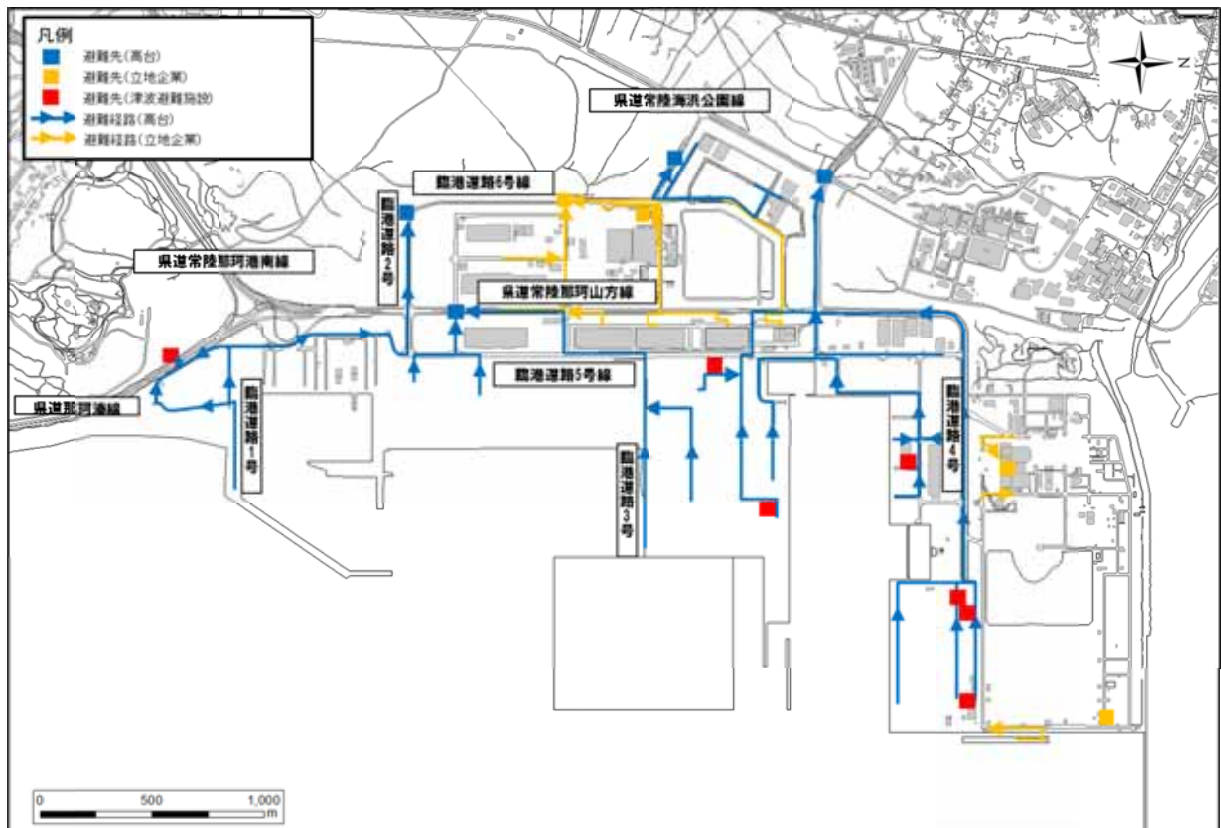 凡例
避難先(高台)
避難先(立地企業)
避難先(津波避難施設)
避難経路(高台)
避難経路(立地企業)
N
県道常陸海浜公園線
臨港道路6号線
臨港道路2号
県道常陸那珂港南線
県道常陸那珂山方線
臨港道路5号線
県道那珂湊線
臨港道路1号
臨港道路3号
臨港道路4号
0 500 1,000
m